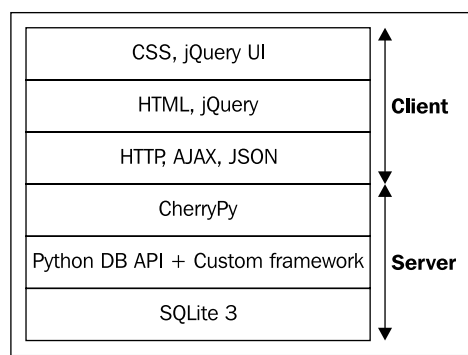 CSS, jQuery UI
HTML, jQuery
Client
HTTP, AJAX, JSON
CherryPy
Python DB API + Custom framework
Server
SQLite 3